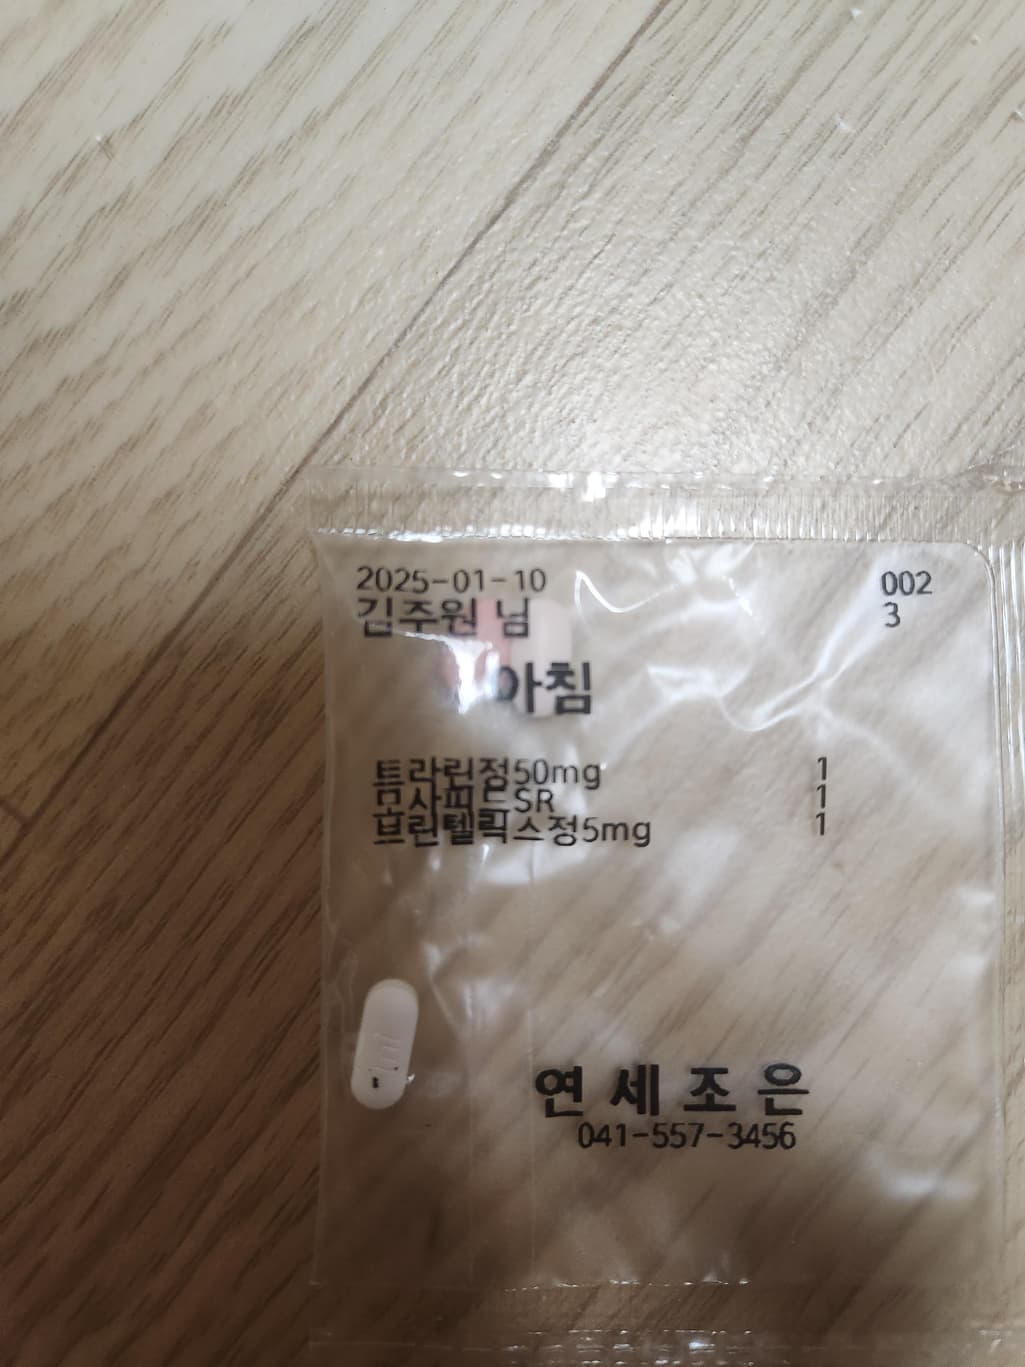 2025-01-10 002
김주원 님 3
아침
트라린정50mg 1
모사피드SR 1
브린텔릭스정5mg 1
연세조은
041-557-3456